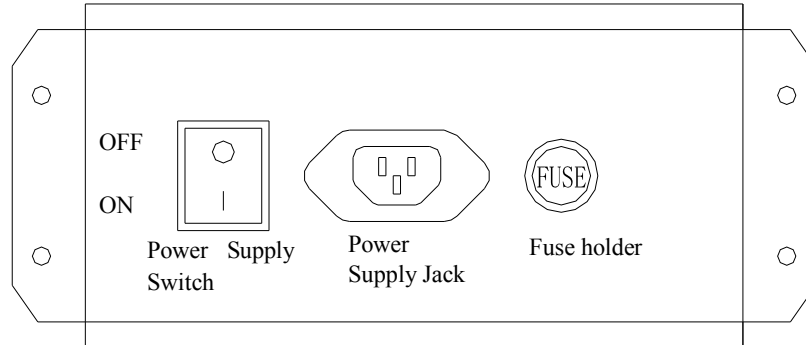 OFF
ON
FUSE
Power Supply
Switch
Power
Supply Jack
Fuse holder